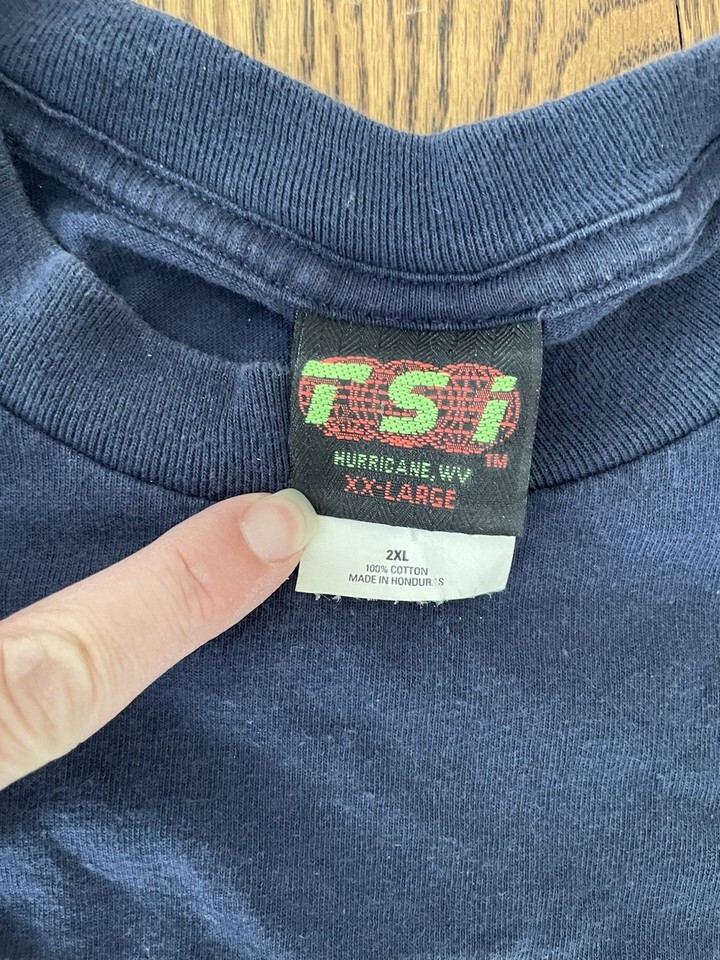 TSi
TM
HURRICANE, WV
XX-LARGE
2XL
100% COTTON
MADE IN HONDURAS